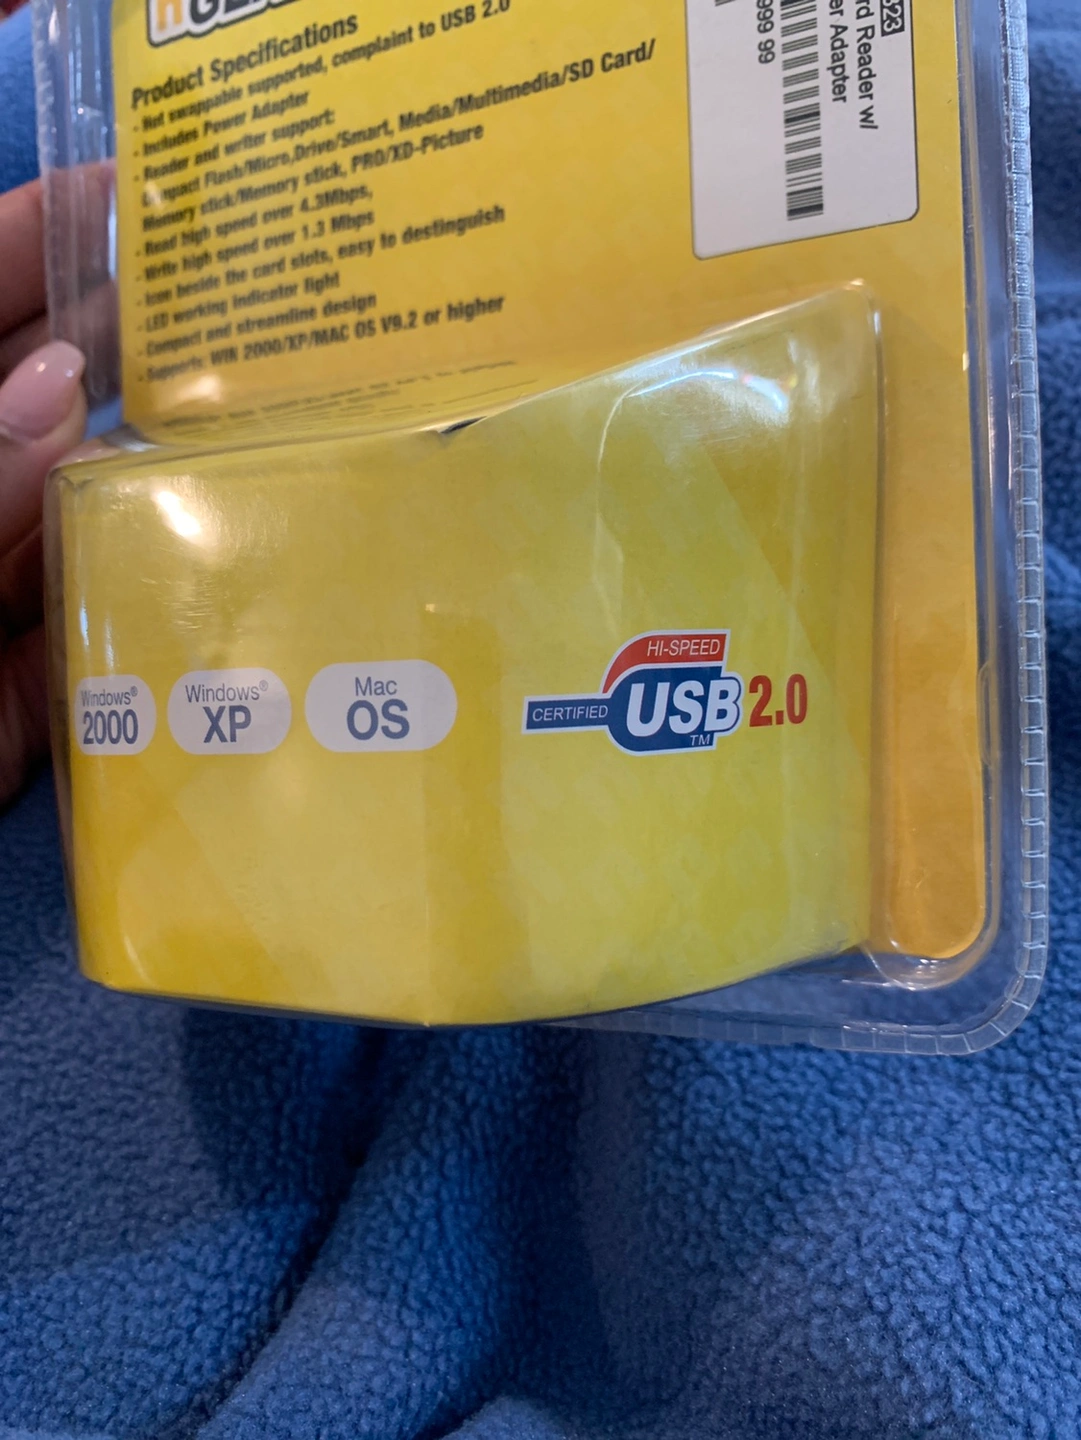 Product Specifications
- Hot swappable supported, complaint to USB 2.0
- Includes Power Adapter
- Reader and writer support:
Compact Flash/Micro,Drive/Smart, Media/Multimedia/SD Card/
Memory stick/Memory stick, PRO/XD-Picture
- Read high speed over 4.3Mbps,
- Write high speed over 1.3 Mbps
- Icon beside the card slots, easy to destinguish
- LED working indicator light
- Compact and streamline design
- Supports: WIN 2000/XP/MAC OS V9.2 or higher
323
rd Reader w/
er Adapter
999 99
Windows®
2000
Windows®
XP
Mac
OS
HI-SPEED
CERTIFIED USB 2.0
TM